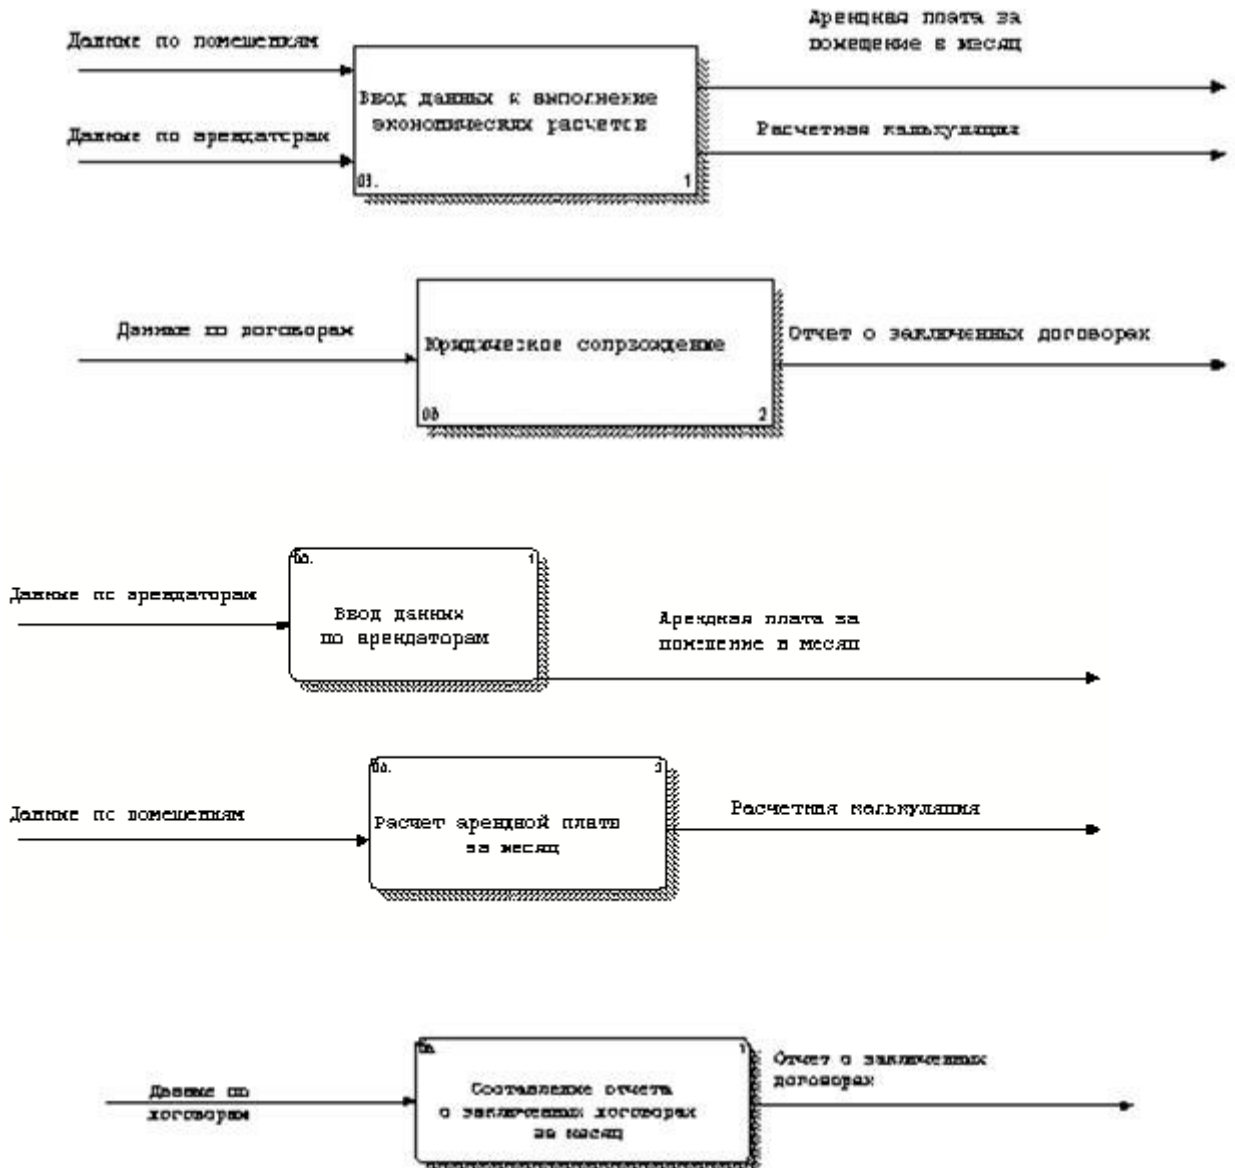 Данные по помещениям
Арендная плата за
помещение в месяц
Ввод данных и выполнение
экономических расчетов
Данные по арендаторам
Расчетная калькуляция
1
Данные по договорам
Юридическое сопровождение
Отчет о заключенных договорах
2
1
Данные по арендаторам
Ввод данных
по арендаторам
Арендная плата за
помещение в месяц
Данные по помещениям
Расчет арендной платы
за месяц
Расчетная калькуляция
1
Данные по
договорам
Составление отчета
о заключенных договорах
за месяц
Отчет о заключенных
договорах